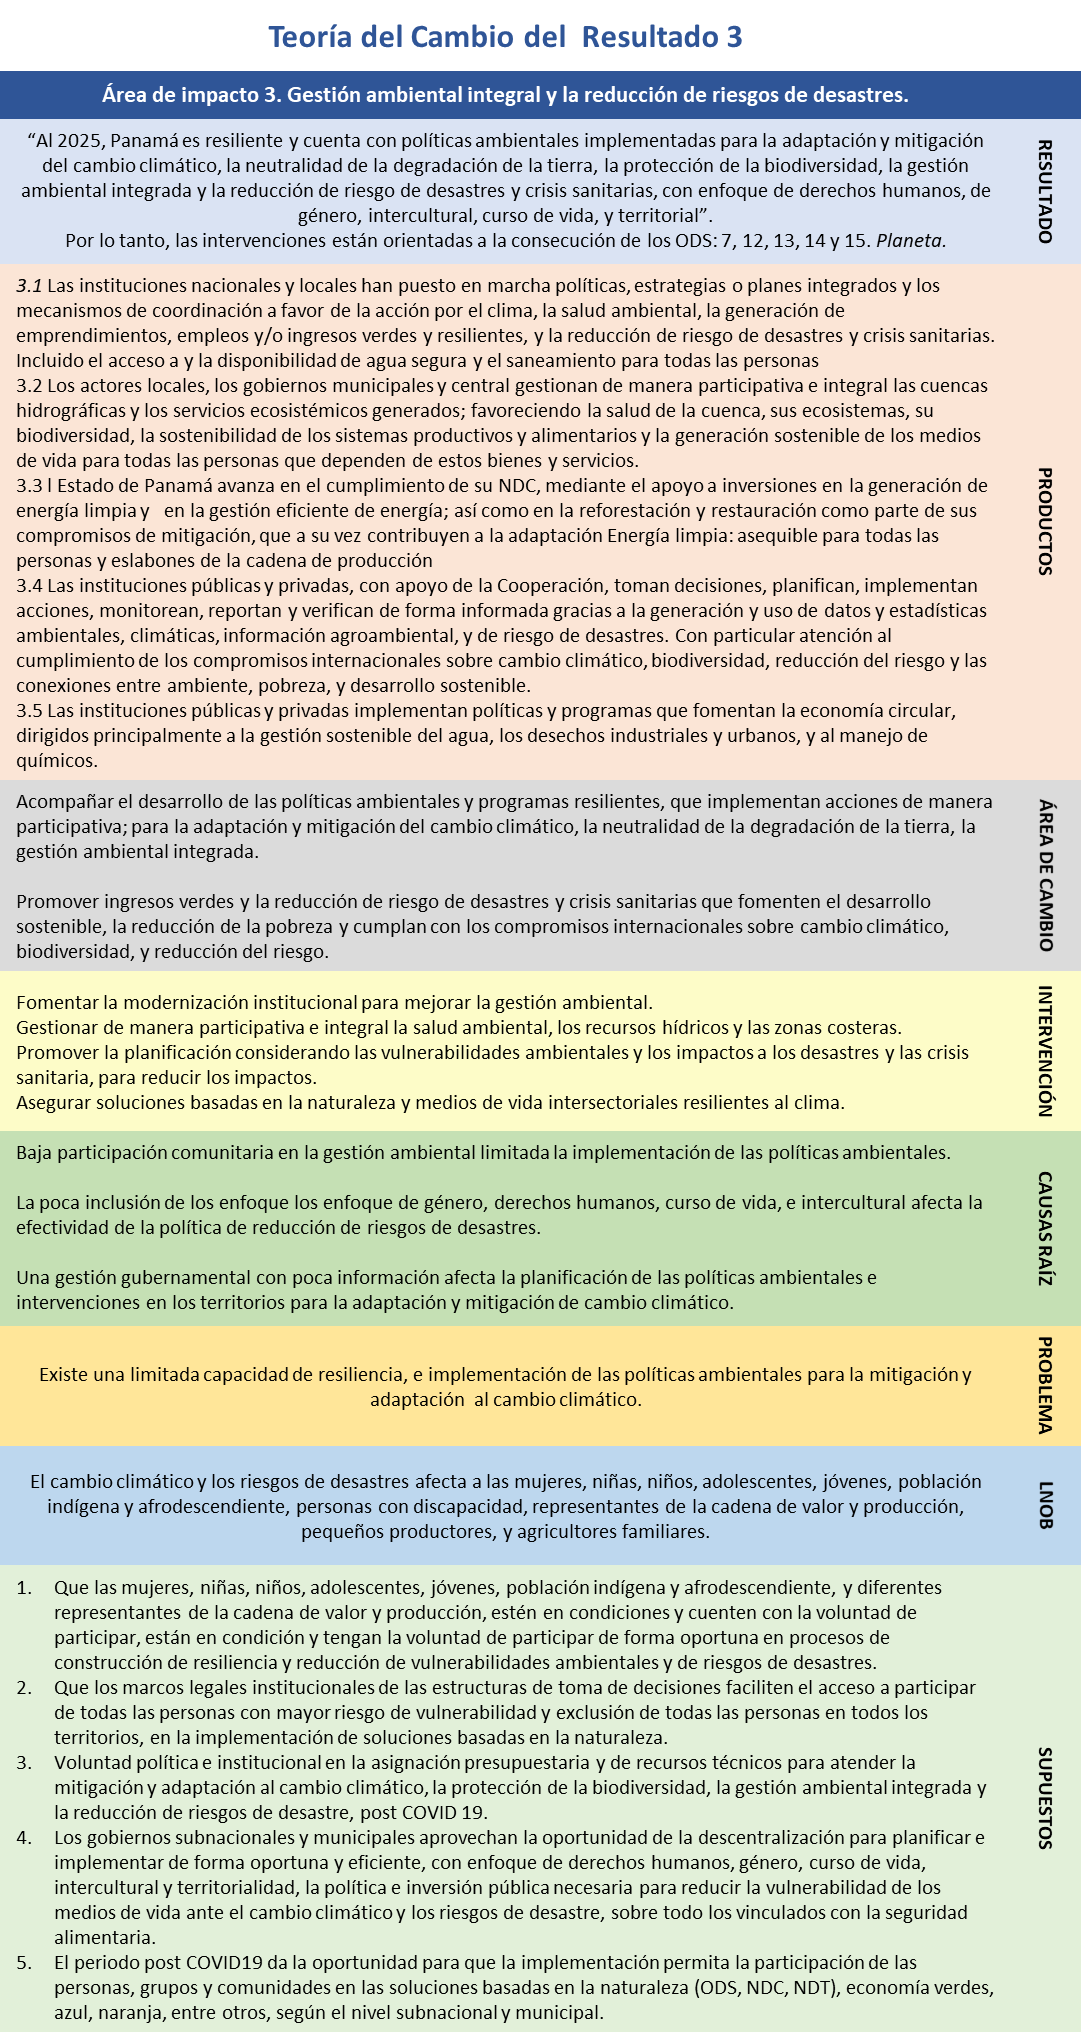 Teoría del Cambio del Resultado 3
Área de impacto 3. Gestión ambiental integral y la reducción de riesgos de desastres.
“Al 2025, Panamá es resiliente y cuenta con políticas ambientales implementadas para la adaptación y mitigación
del cambio climático, la neutralidad de la degradación de la tierra, la protección de la biodiversidad, la gestión
ambiental integrada y la reducción de riesgo de desastres y crisis sanitarias, con enfoque de derechos humanos, de
género, intercultural, curso de vida, y territorial”.
Por lo tanto, las intervenciones están orientadas a la consecución de los ODS: 7, 12, 13, 14 y 15. Planeta.
RESULTADO
3.1 Las instituciones nacionales y locales han puesto en marcha políticas, estrategias o planes integrados y los
mecanismos de coordinación a favor de la acción por el clima, la salud ambiental, la generación de
emprendimientos, empleos y/o ingresos verdes y resilientes, y la reducción de riesgo de desastres y crisis sanitarias.
Incluido el acceso a y la disponibilidad de agua segura y el saneamiento para todas las personas
3.2 Los actores locales, los gobiernos municipales y central gestionan de manera participativa e integral las cuencas
hidrográficas y los servicios ecosistémicos generados; favoreciendo la salud de la cuenca, sus ecosistemas, su
biodiversidad, la sostenibilidad de los sistemas productivos y alimentarios y la generación sostenible de los medios
de vida para todas las personas que dependen de estos bienes y servicios.
3.3 l Estado de Panamá avanza en el cumplimiento de su NDC, mediante el apoyo a inversiones en la generación de
energía limpia y en la gestión eficiente de energía; así como en la reforestación y restauración como parte de sus
compromisos de mitigación, que a su vez contribuyen a la adaptación Energía limpia: asequible para todas las
personas y eslabones de la cadena de producción
3.4 Las instituciones públicas y privadas, con apoyo de la Cooperación, toman decisiones, planifican, implementan
acciones, monitorean, reportan y verifican de forma informada gracias a la generación y uso de datos y estadísticas
ambientales, climáticas, información agroambiental, y de riesgo de desastres. Con particular atención al
cumplimiento de los compromisos internacionales sobre cambio climático, biodiversidad, reducción del riesgo y las
conexiones entre ambiente, pobreza, y desarrollo sostenible.
3.5 Las instituciones públicas y privadas implementan políticas y programas que fomentan la economía circular,
dirigidos principalmente a la gestión sostenible del agua, los desechos industriales y urbanos, y al manejo de
químicos.
PRODUCTOS
Acompañar el desarrollo de las políticas ambientales y programas resilientes, que implementan acciones de manera
participativa; para la adaptación y mitigación del cambio climático, la neutralidad de la degradación de la tierra, la
gestión ambiental integrada.
Promover ingresos verdes y la reducción de riesgo de desastres y crisis sanitarias que fomenten el desarrollo
sostenible, la reducción de la pobreza y cumplan con los compromisos internacionales sobre cambio climático,
biodiversidad, y reducción del riesgo.
ÁREA DE CAMBIO
Fomentar la modernización institucional para mejorar la gestión ambiental.
Gestionar de manera participativa e integral la salud ambiental, los recursos hídricos y las zonas costeras.
Promover la planificación considerando las vulnerabilidades ambientales y los impactos a los desastres y las crisis
sanitaria, para reducir los impactos.
Asegurar soluciones basadas en la naturaleza y medios de vida intersectoriales resilientes al clima.
INTERVENCIÓN
Baja participación comunitaria en la gestión ambiental limitada la implementación de las políticas ambientales.
La poca inclusión de los enfoque los enfoque de género, derechos humanos, curso de vida, e intercultural afecta la
efectividad de la política de reducción de riesgos de desastres.
Una gestión gubernamental con poca información afecta la planificación de las políticas ambientales e
intervenciones en los territorios para la adaptación y mitigación de cambio climático.
CAUSAS RAÍZ
Existe una limitada capacidad de resiliencia, e implementación de las políticas ambientales para la mitigación y
adaptación al cambio climático.
PROBLEMA
El cambio climático y los riesgos de desastres afecta a las mujeres, niñas, niños, adolescentes, jóvenes, población
indígena y afrodescendiente, personas con discapacidad, representantes de la cadena de valor y producción,
pequeños productores, y agricultores familiares.
LNOB
1. Que las mujeres, niñas, niños, adolescentes, jóvenes, población indígena y afrodescendiente, y diferentes
representantes de la cadena de valor y producción, estén en condiciones y cuenten con la voluntad de
participar, están en condición y tengan la voluntad de participar de forma oportuna en procesos de
construcción de resiliencia y reducción de vulnerabilidades ambientales y de riesgos de desastres.
2. Que los marcos legales institucionales de las estructuras de toma de decisiones faciliten el acceso a participar
de todas las personas con mayor riesgo de vulnerabilidad y exclusión de todas las personas en todos los
territorios, en la implementación de soluciones basadas en la naturaleza.
3. Voluntad política e institucional en la asignación presupuestaria y de recursos técnicos para atender la
mitigación y adaptación al cambio climático, la protección de la biodiversidad, la gestión ambiental integrada y
la reducción de riesgos de desastre, post COVID 19.
4. Los gobiernos subnacionales y municipales aprovechan la oportunidad de la descentralización para planificar e
implementar de forma oportuna y eficiente, con enfoque de derechos humanos, género, curso de vida,
intercultural y territorialidad, la política e inversión pública necesaria para reducir la vulnerabilidad de los
medios de vida ante el cambio climático y los riesgos de desastre, sobre todo los vinculados con la seguridad
alimentaria.
5. El periodo post COVID19 da la oportunidad para que la implementación permita la participación de las
personas, grupos y comunidades en las soluciones basadas en la naturaleza (ODS, NDC, NDT), economía verdes,
azul, naranja, entre otros, según el nivel subnacional y municipal.
SUPUESTOS